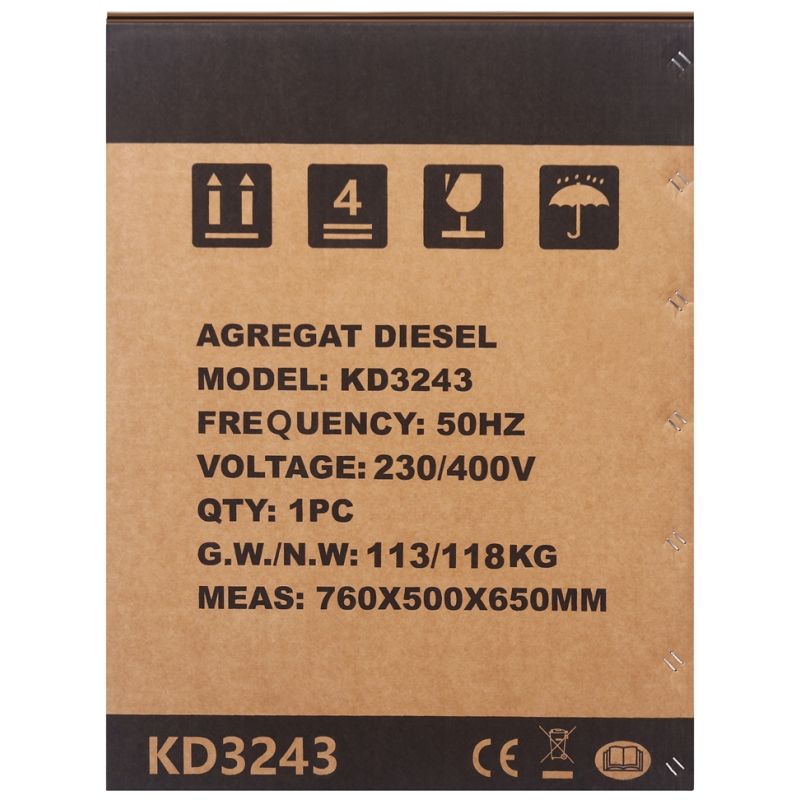 4
AGREGAT DIESEL
MODEL: KD3243
FREQUENCY: 50HZ
VOLTAGE: 230/400V
QTY: 1PC
G.W./N.W: 113/118KG
MEAS: 760X500X650MM
KD3243 CE